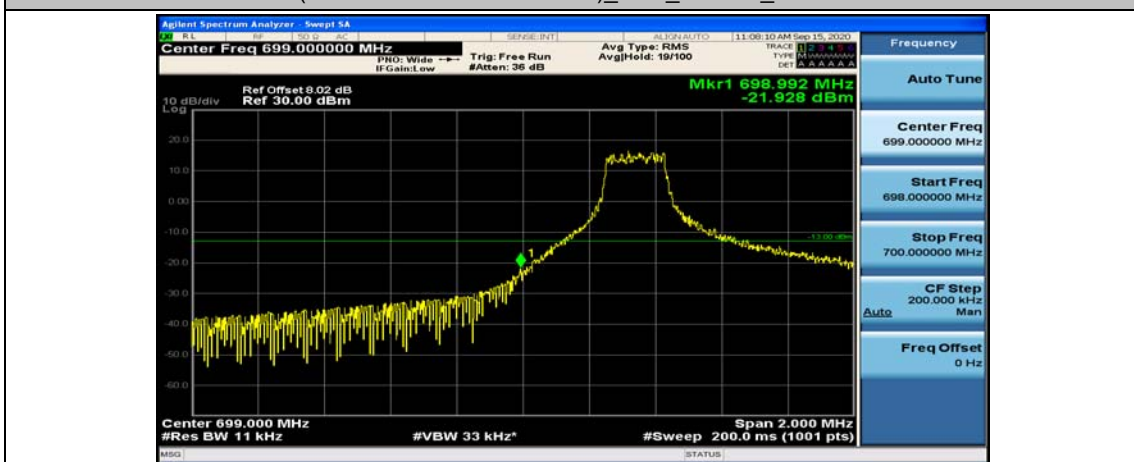 Agilent Spectrum Analyzer - Swept SA
RL RF 50 Ω AC SENSE:INT ALIGNAUTO 11:08:10 AM Sep 15, 2020
Center Freq 699.000000 MHz
PNO: Wide
IFGain:Low
Trig: Free Run
#Atten: 36 dB
Avg Type: RMS
Avg|Hold: 19/100
TRACE 1 2 3 4 5 6
TYPE M
DET A A A A A A
Ref Offset 8.02 dB
Ref 30.00 dBm
10 dB/div
Log
Mkr1 698.992 MHz
-21.928 dBm
20.0
10.0
0.00
-10.0
-20.0
-30.0
-40.0
-50.0
-60.0
-13.00 dBm
1
Center 699.000 MHz
Span 2.000 MHz
#Res BW 11 kHz
#VBW 33 kHz*
#Sweep 200.0 ms (1001 pts)
MSG
STATUS
Frequency
Auto Tune
Center Freq
699.000000 MHz
Start Freq
698.000000 MHz
Stop Freq
700.000000 MHz
CF Step
200.000 kHz
Auto Man
Freq Offset
0 Hz